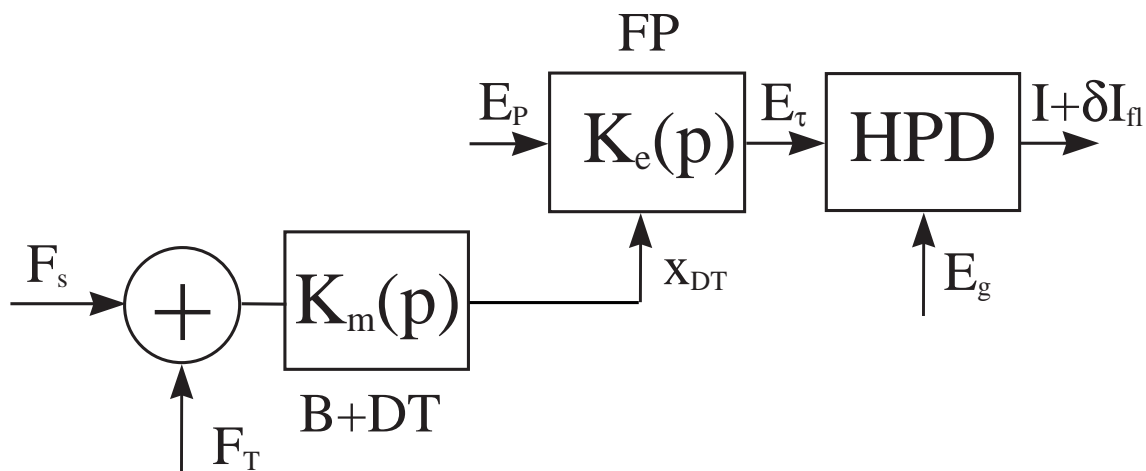 FP
E_P
K_e(p)
E_τ
HPD
I+δI_fl
F_s
+
K_m(p)
x_DT
E_g
B+DT
F_T